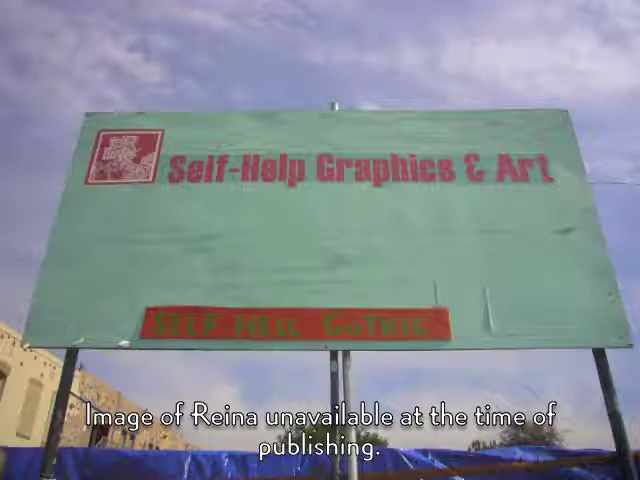 Self-Help Graphics & Art
SELF HELL GOTHIC
Image of Reina unavailable at the time of
publishing.